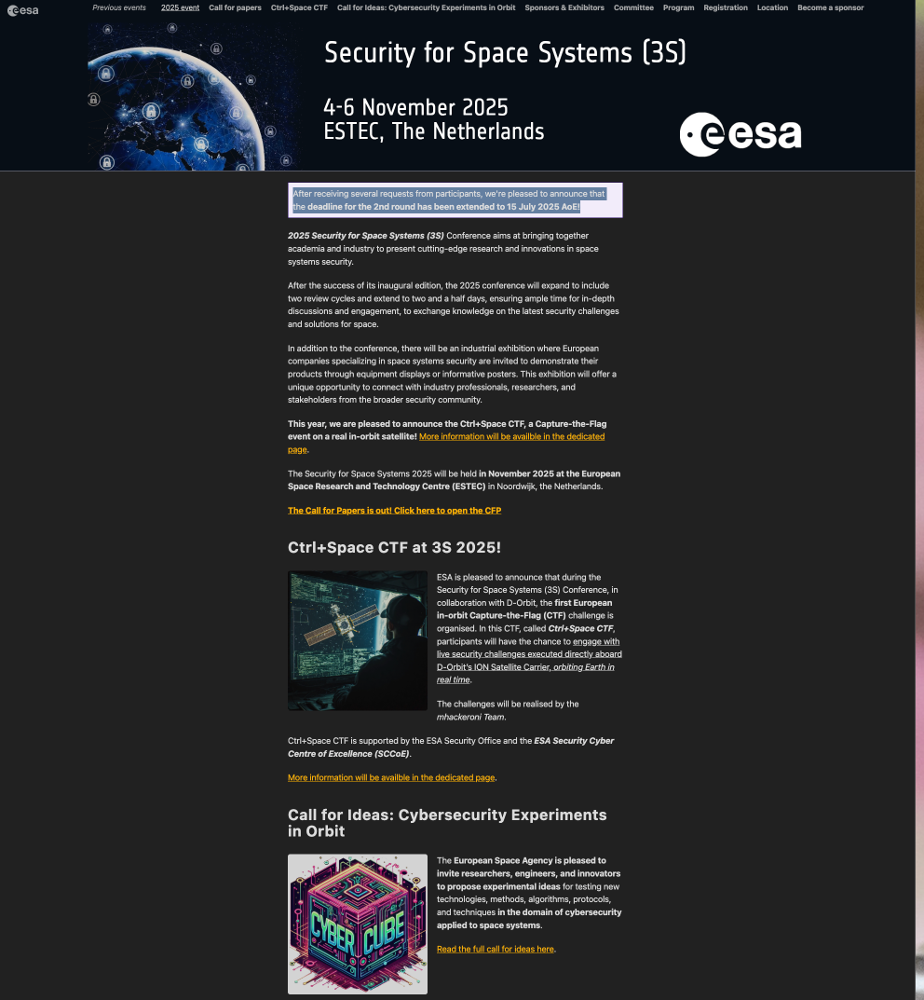 esa
Previous events 2025 event Call for papers Ctrl+Space CTF Call for Ideas: Cybersecurity Experiments in Orbit Sponsors & Exhibitors Committee Program Registration Location Become a sponsor
Security for Space Systems (3S)
4-6 November 2025
ESTEC, The Netherlands
esa
After receiving several requests from participants, we're pleased to announce that
the deadline for the 2nd round has been extended to 15 July 2025 AoE!
2025 Security for Space Systems (3S) Conference aims at bringing together
academia and industry to present cutting-edge research and innovations in space
systems security.
After the success of its inaugural edition, the 2025 conference will expand to include
two review cycles and extend to two and a half days, ensuring ample time for in-depth
discussions and engagement, to exchange knowledge on the latest security challenges
and solutions for space.
In addition to the conference, there will be an industrial exhibition where European
companies specializing in space systems security are invited to demonstrate their
products through equipment displays or informative posters. This exhibition will offer a
unique opportunity to connect with industry professionals, researchers, and
stakeholders from the broader security community.
This year, we are pleased to announce the Ctrl+Space CTF, a Capture-the-Flag
event on a real in-orbit satellite! More information will be availble in the dedicated
page.
The Security for Space Systems 2025 will be held in November 2025 at the European
Space Research and Technology Centre (ESTEC) in Noordwijk, the Netherlands.
The Call for Papers is out! Click here to open the CFP
Ctrl+Space CTF at 3S 2025!
ESA is pleased to announce that during the
Security for Space Systems (3S) Conference, in
collaboration with D-Orbit, the first European
in-orbit Capture-the-Flag (CTF) challenge is
organised. In this CTF, called Ctrl+Space CTF,
participants will have the chance to engage with
live security challenges executed directly aboard
D-Orbit's ION Satellite Carrier, orbiting Earth in
real time.
The challenges will be realised by the
mhackeroni Team.
Ctrl+Space CTF is supported by the ESA Security Office and the ESA Security Cyber
Centre of Excellence (SCCoE).
More information will be availble in the dedicated page.
Call for Ideas: Cybersecurity Experiments
in Orbit
CYBER CUBE
The European Space Agency is pleased to
invite researchers, engineers, and innovators
to propose experimental ideas for testing new
technologies, methods, algorithms, protocols,
and techniques in the domain of cybersecurity
applied to space systems.
Read the full call for ideas here.